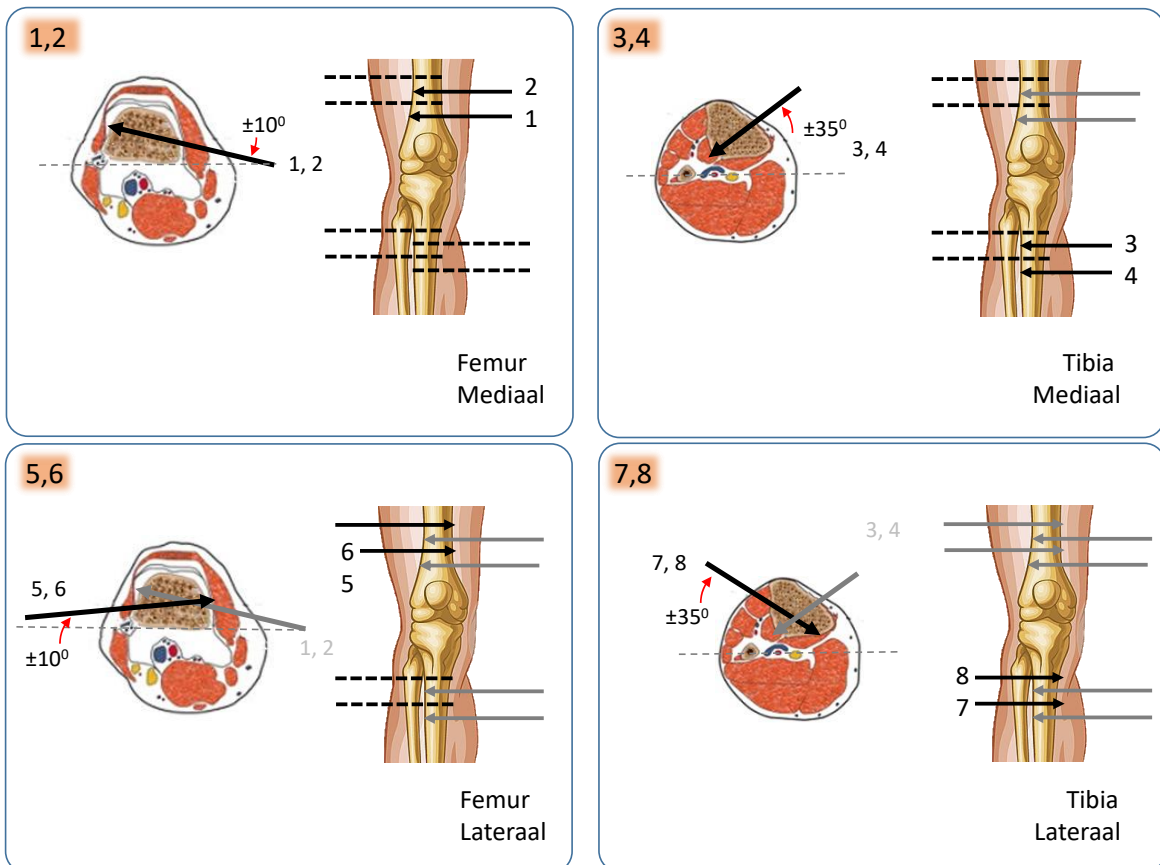 1,2
±10⁰
1, 2
2
1
Femur
Mediaal
3,4
±35⁰
3, 4
3
4
Tibia
Mediaal
5,6
5, 6
±10⁰
1, 2
6
5
Femur
Lateraal
7,8
3, 4
7, 8
±35⁰
8
7
Tibia
Lateraal